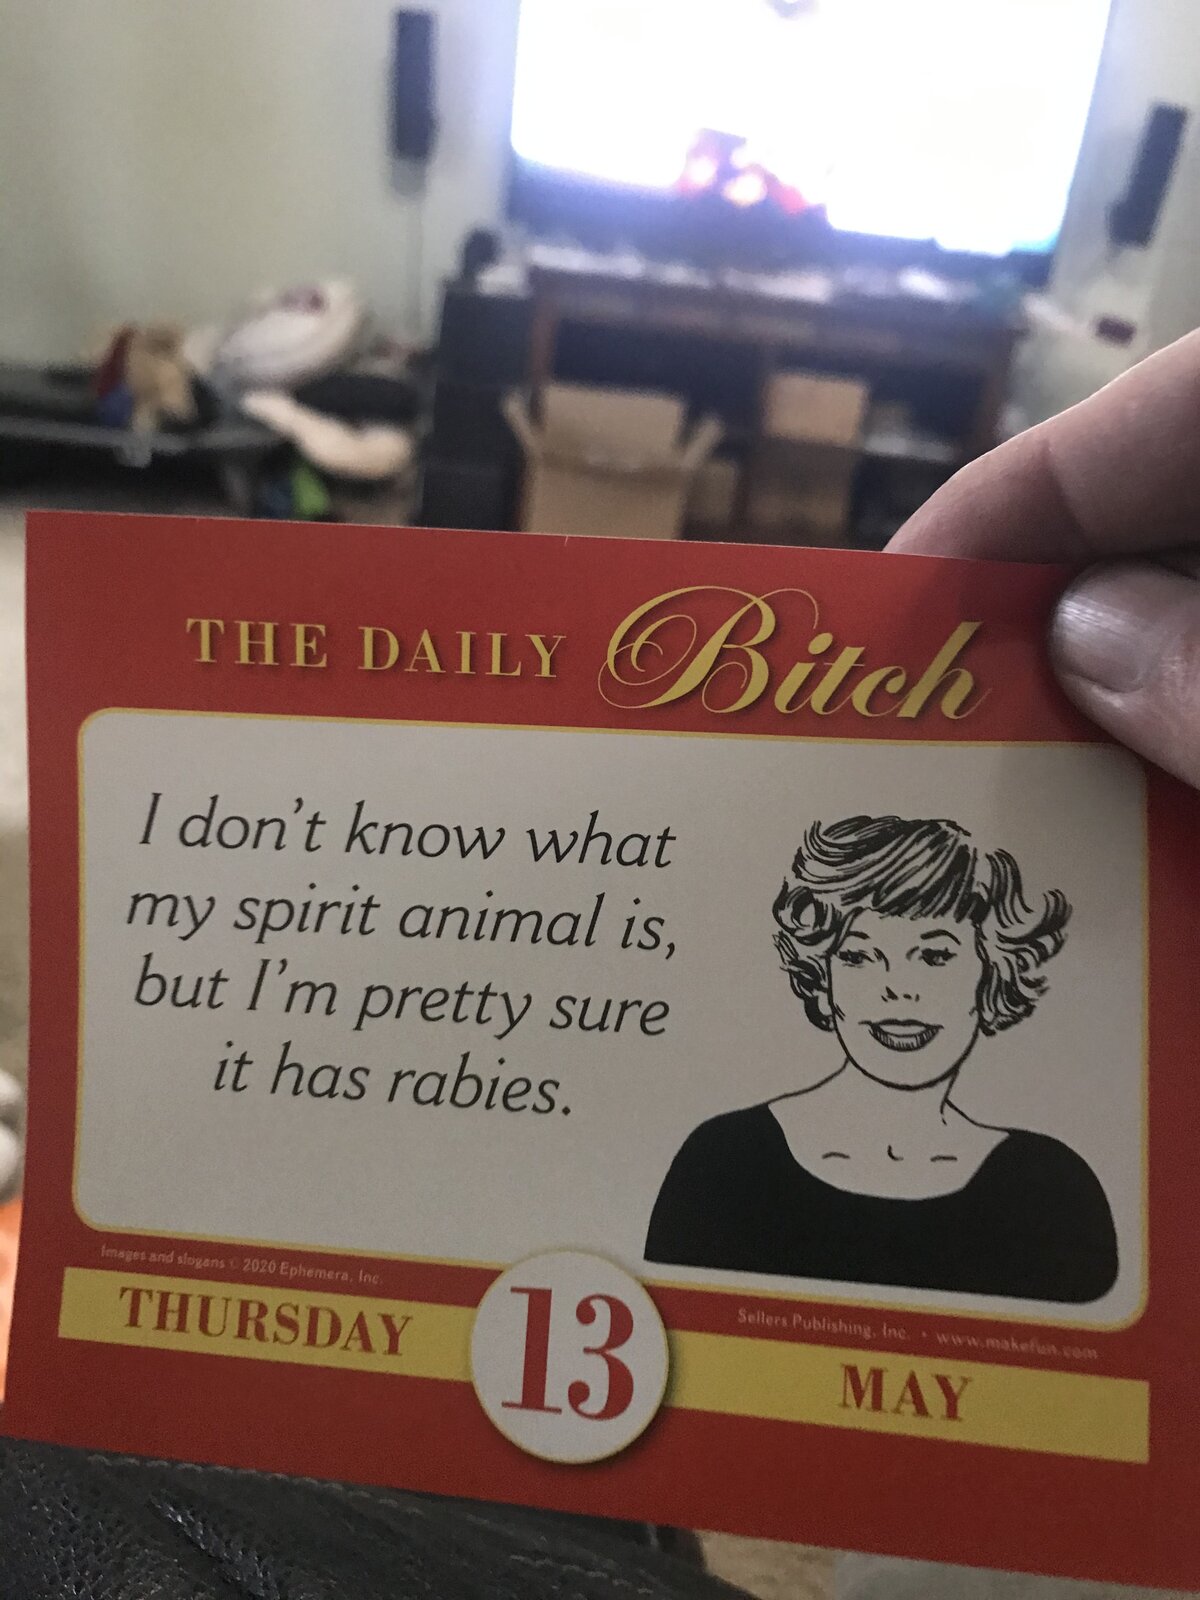 THE DAILY Bitch
I don't know what
my spirit animal is,
but I'm pretty sure
it has rabies.
Images and slogans © 2020 Ephemera, Inc.
Sellers Publishing, Inc. • www.makefun.com
THURSDAY 13 MAY